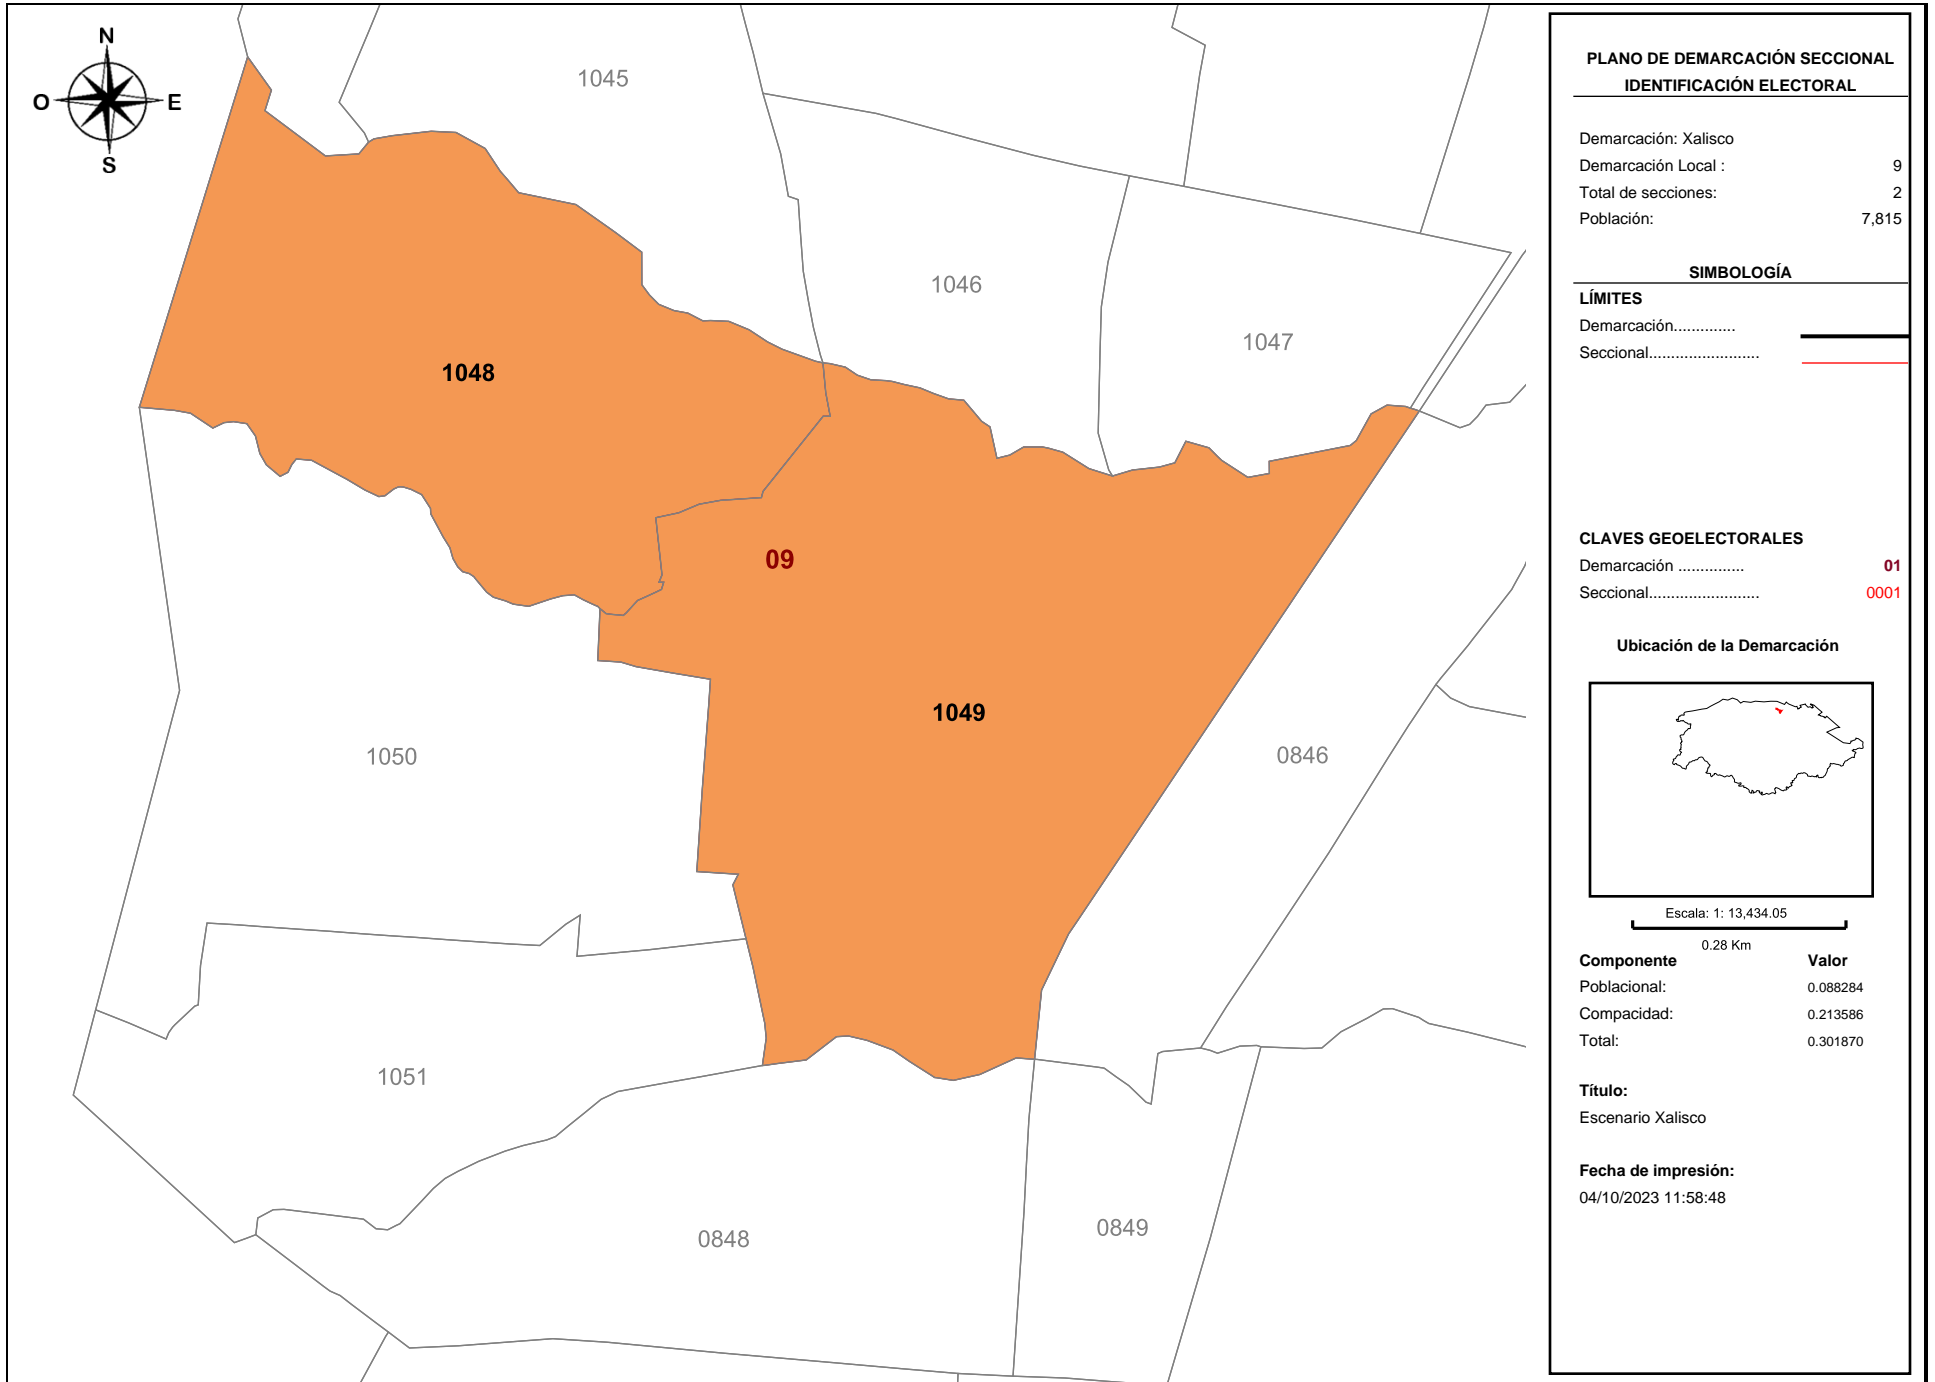 N
O
E
S
1045
1046
1047
1048
09
1049
1050
0846
1051
0848
0849
PLANO DE DEMARCACIÓN SECCIONAL
IDENTIFICACIÓN ELECTORAL
Demarcación: Xalisco
Demarcación Local : 9
Total de secciones: 2
Población: 7,815
SIMBOLOGÍA
LÍMITES
Demarcación..............
Seccional.........................
CLAVES GEOELECTORALES
Demarcación ............... 01
Seccional......................... 0001
Ubicación de la Demarcación
Escala: 1: 13,434.05
0.28 Km
Componente Valor
Poblacional: 0.088284
Compacidad: 0.213586
Total: 0.301870
Título:
Escenario Xalisco
Fecha de impresión:
04/10/2023 11:58:48